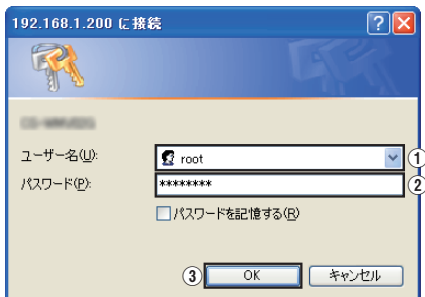 192.168.1.200 に接続
ユーザー名(U):
root
①
パスワード(P):
********
②
パスワードを記憶する(R)
③
OK
キャンセル